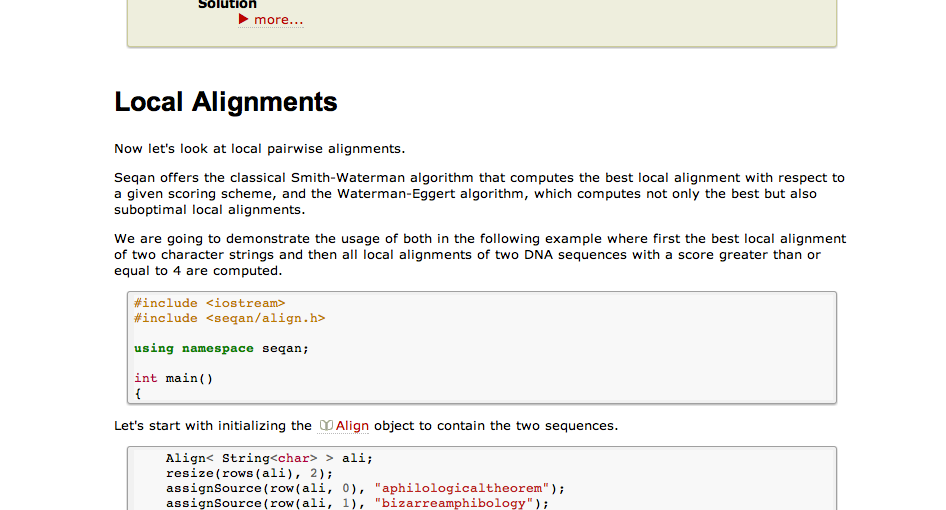 Solution
▶ more...
Local Alignments
Now let's look at local pairwise alignments.
Seqan offers the classical Smith-Waterman algorithm that computes the best local alignment with respect to
a given scoring scheme, and the Waterman-Eggert algorithm, which computes not only the best but also
suboptimal local alignments.
We are going to demonstrate the usage of both in the following example where first the best local alignment
of two character strings and then all local alignments of two DNA sequences with a score greater than or
equal to 4 are computed.
#include <iostream>
#include <seqan/align.h>
using namespace seqan;
int main()
{
Let's start with initializing the Align object to contain the two sequences.
Align< String<char> > ali;
resize(rows(ali), 2);
assignSource(row(ali, 0), "aphilologicaltheorem");
assignSource(row(ali, 1), "bizarreamphibology");